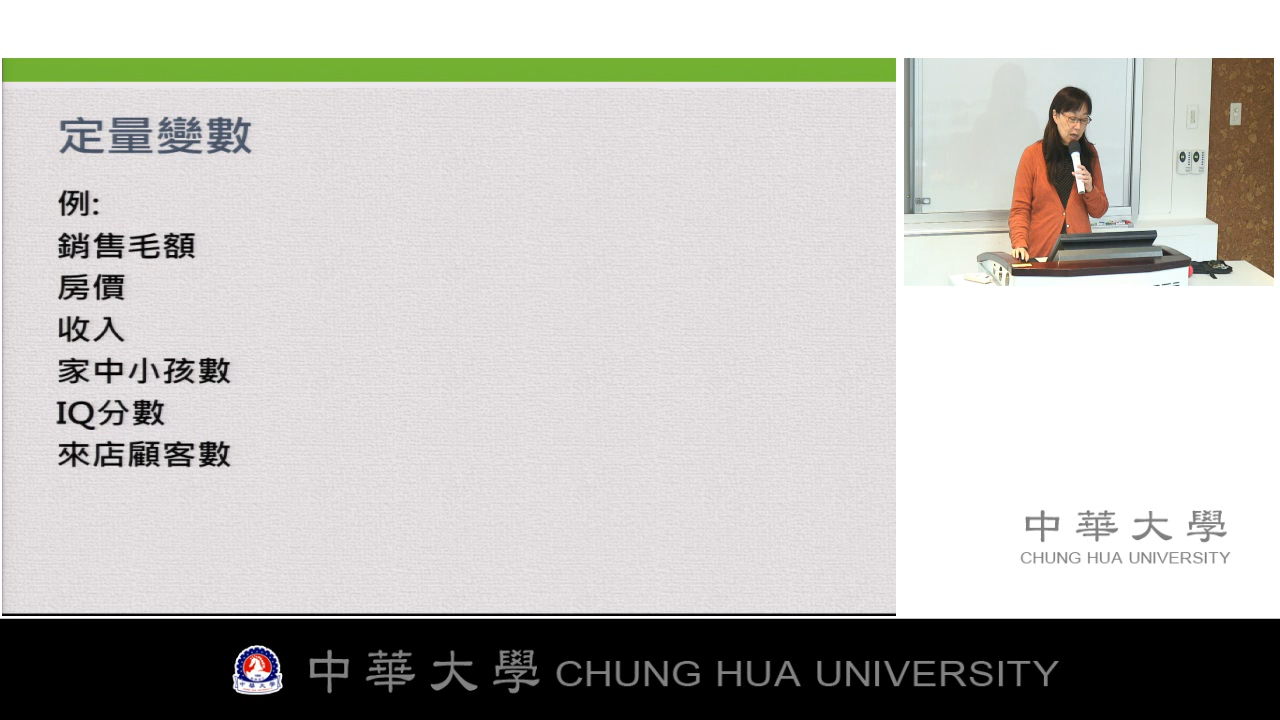 定量變數
例:
銷售毛額
房價
收入
家中小孩數
IQ分數
來店顧客數
中華大學
CHUNG HUA UNIVERSITY
中華大學 CHUNG HUA UNIVERSITY